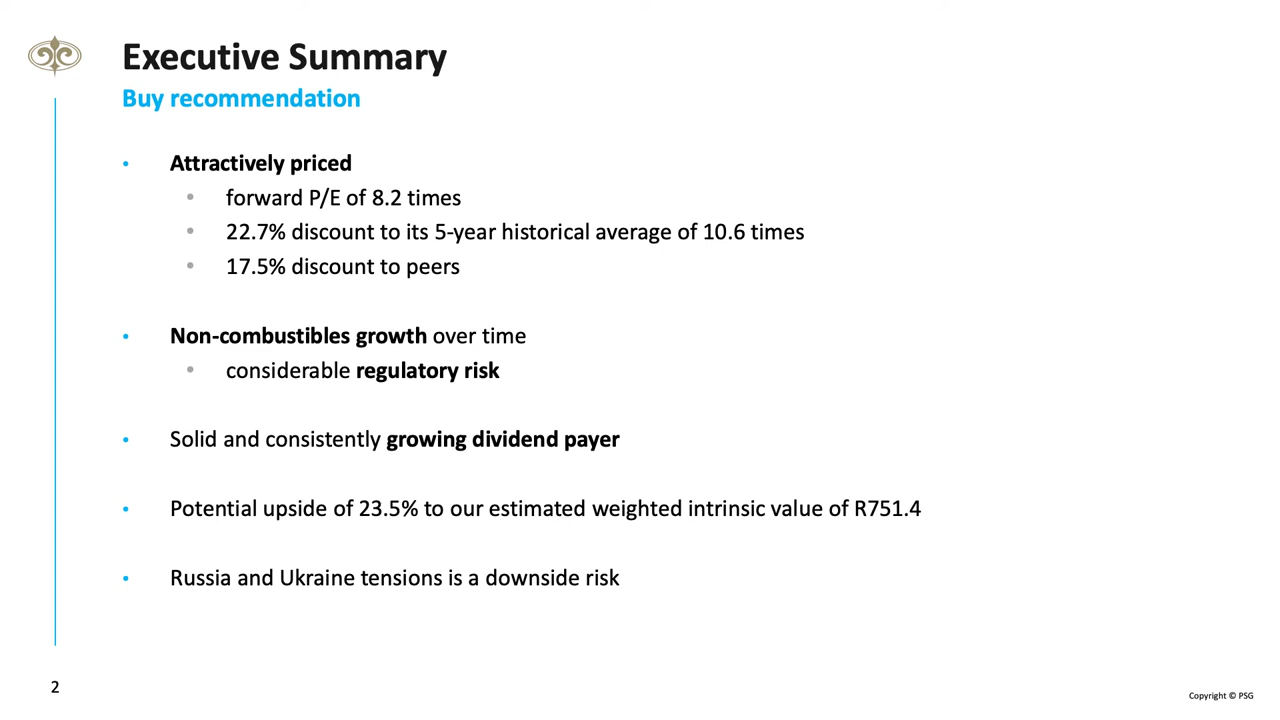 Executive Summary
Buy recommendation
• Attractively priced
• forward P/E of 8.2 times
• 22.7% discount to its 5-year historical average of 10.6 times
• 17.5% discount to peers
• Non-combustibles growth over time
• considerable regulatory risk
• Solid and consistently growing dividend payer
• Potential upside of 23.5% to our estimated weighted intrinsic value of R751.4
• Russia and Ukraine tensions is a downside risk
2
Copyright © PSG